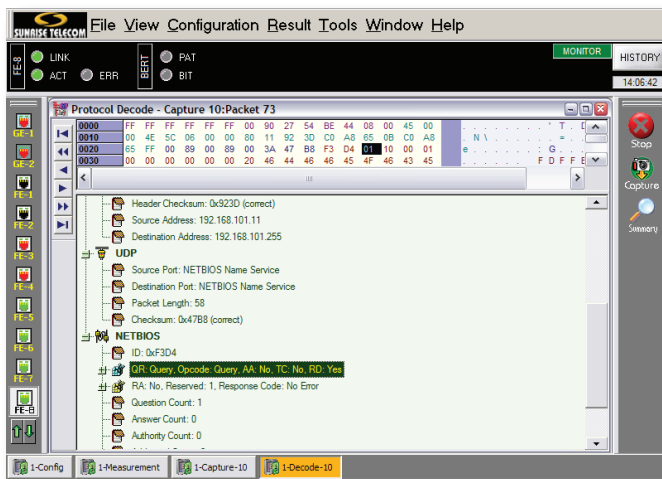 SUNRISE TELECOM File View Configuration Result Tools Window Help
FE-8 LINK ACT ERR BERT PAT BIT MONITOR HISTORY
14:06:42
GE-1
GE-2
FE-1
FE-2
FE-3
FE-4
FE-5
FE-6
FE-7
FE-8
Protocol Decode - Capture 10:Packet 73
0000 FF FF FF FF FF FF 00 90 27 54 BE 44 08 00 45 00 . . . . . . . . ' T . D
0010 00 4E 5C 06 00 00 80 11 92 3D C0 A8 65 0B C0 A8 . N \ . . . . . . = .
0020 65 FF 00 89 00 89 00 3A 47 B8 F3 D4 01 10 00 01 e . . . . . . : G . .
0030 00 00 00 00 00 00 20 46 44 46 46 45 4F 46 43 45 F D F F E
Header Checksum: 0x923D (correct)
Source Address: 192.168.101.11
Destination Address: 192.168.101.255
UDP
Source Port: NETBIOS Name Service
Destination Port: NETBIOS Name Service
Packet Length: 58
Checksum: 0x47B8 (correct)
NETBIOS
ID: 0xF3D4
QR: Query, Opcode: Query, AA: No, TC: No, RD: Yes
RA: No, Reserved: 1, Response Code: No Error
Question Count: 1
Answer Count: 0
Authority Count: 0
Stop
Capture
Summary
1-Config 1-Measurement 1-Capture-10 1-Decode-10